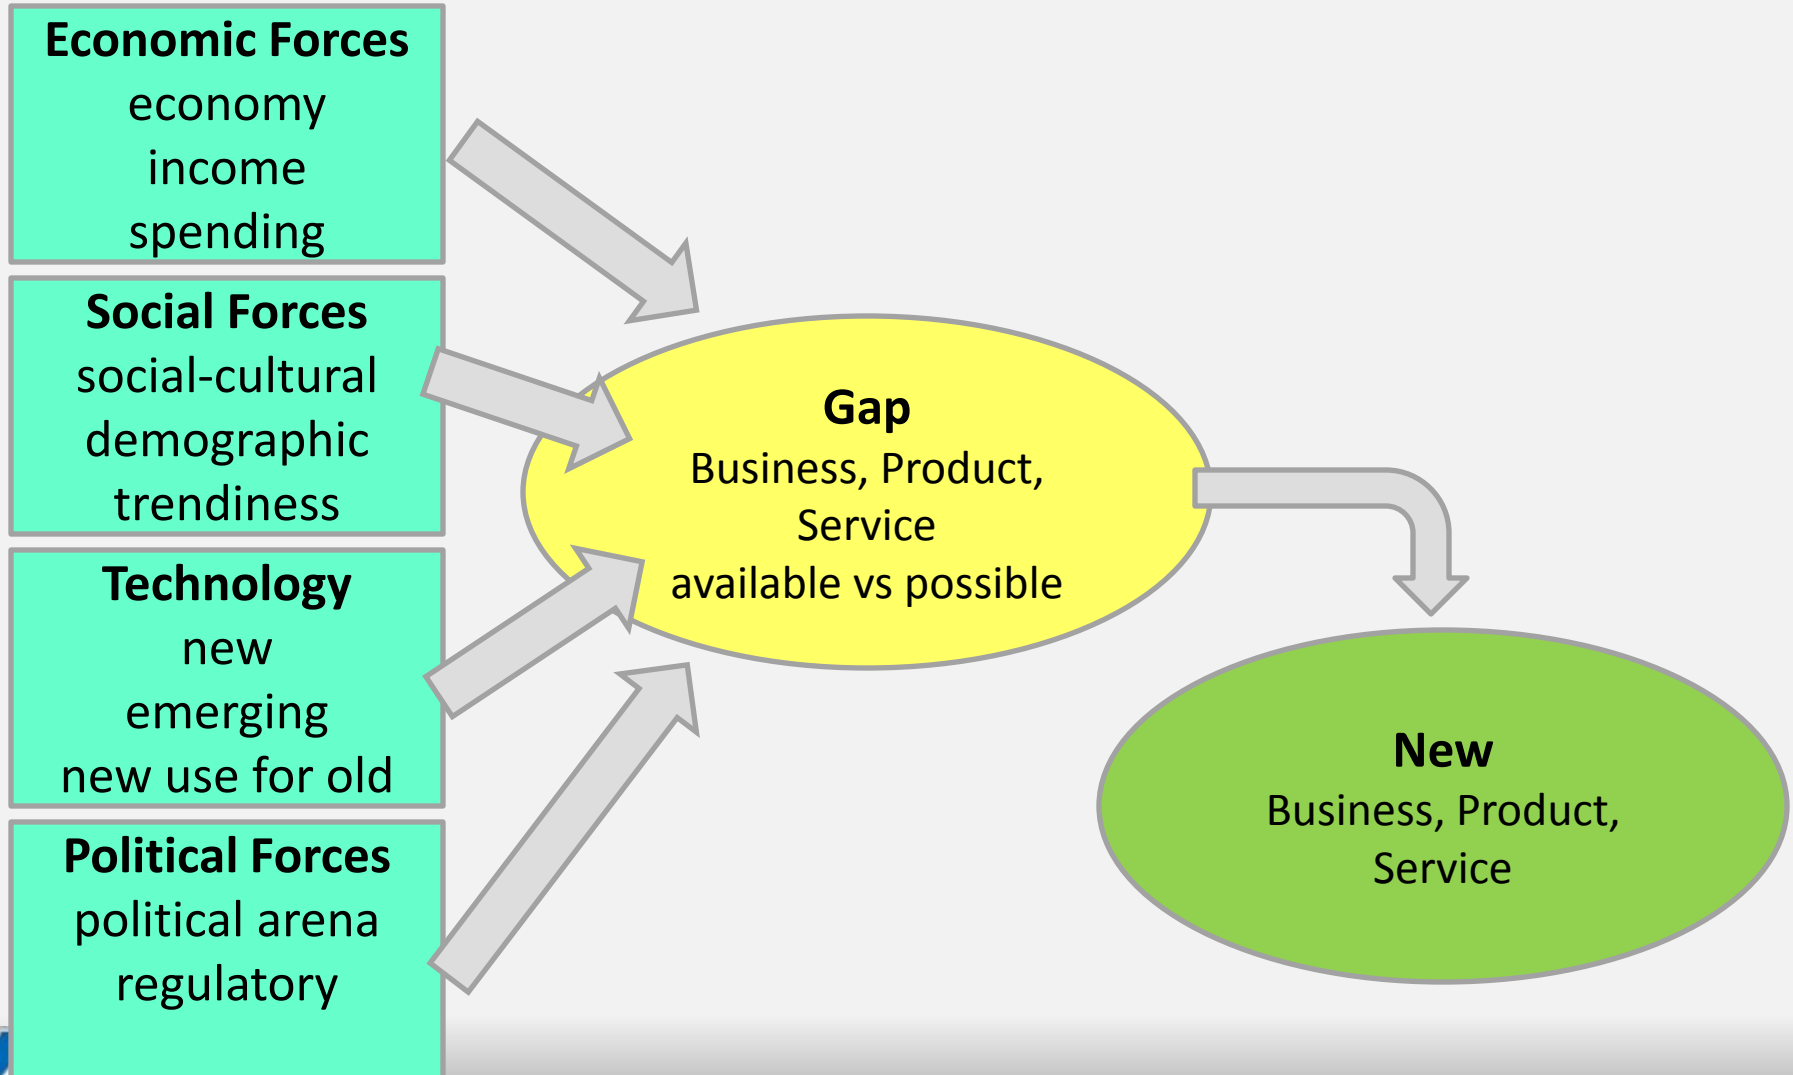 Economic Forces
economy
income
spending
Social Forces
social-cultural
demographic
trendiness
Technology
new
emerging
new use for old
Political Forces
political arena
regulatory
Gap
Business, Product,
Service
available vs possible
New
Business, Product,
Service